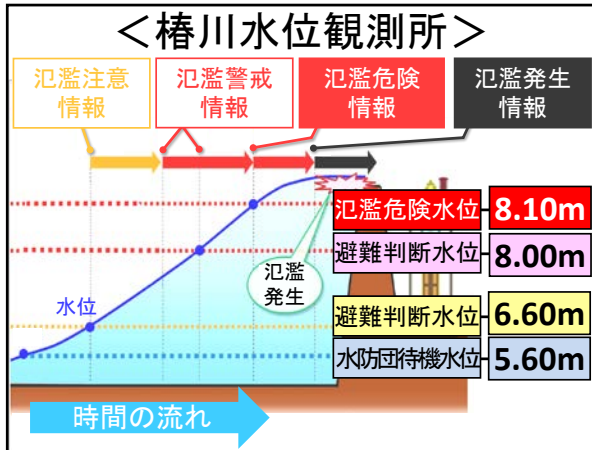 ＜椿川水位観測所＞
氾濫注意
情報
氾濫警戒
情報
氾濫危険
情報
氾濫発生
情報
氾濫危険水位
8.10m
避難判断水位
8.00m
氾濫
発生
水位
避難判断水位
6.60m
水防団待機水位
5.60m
時間の流れ